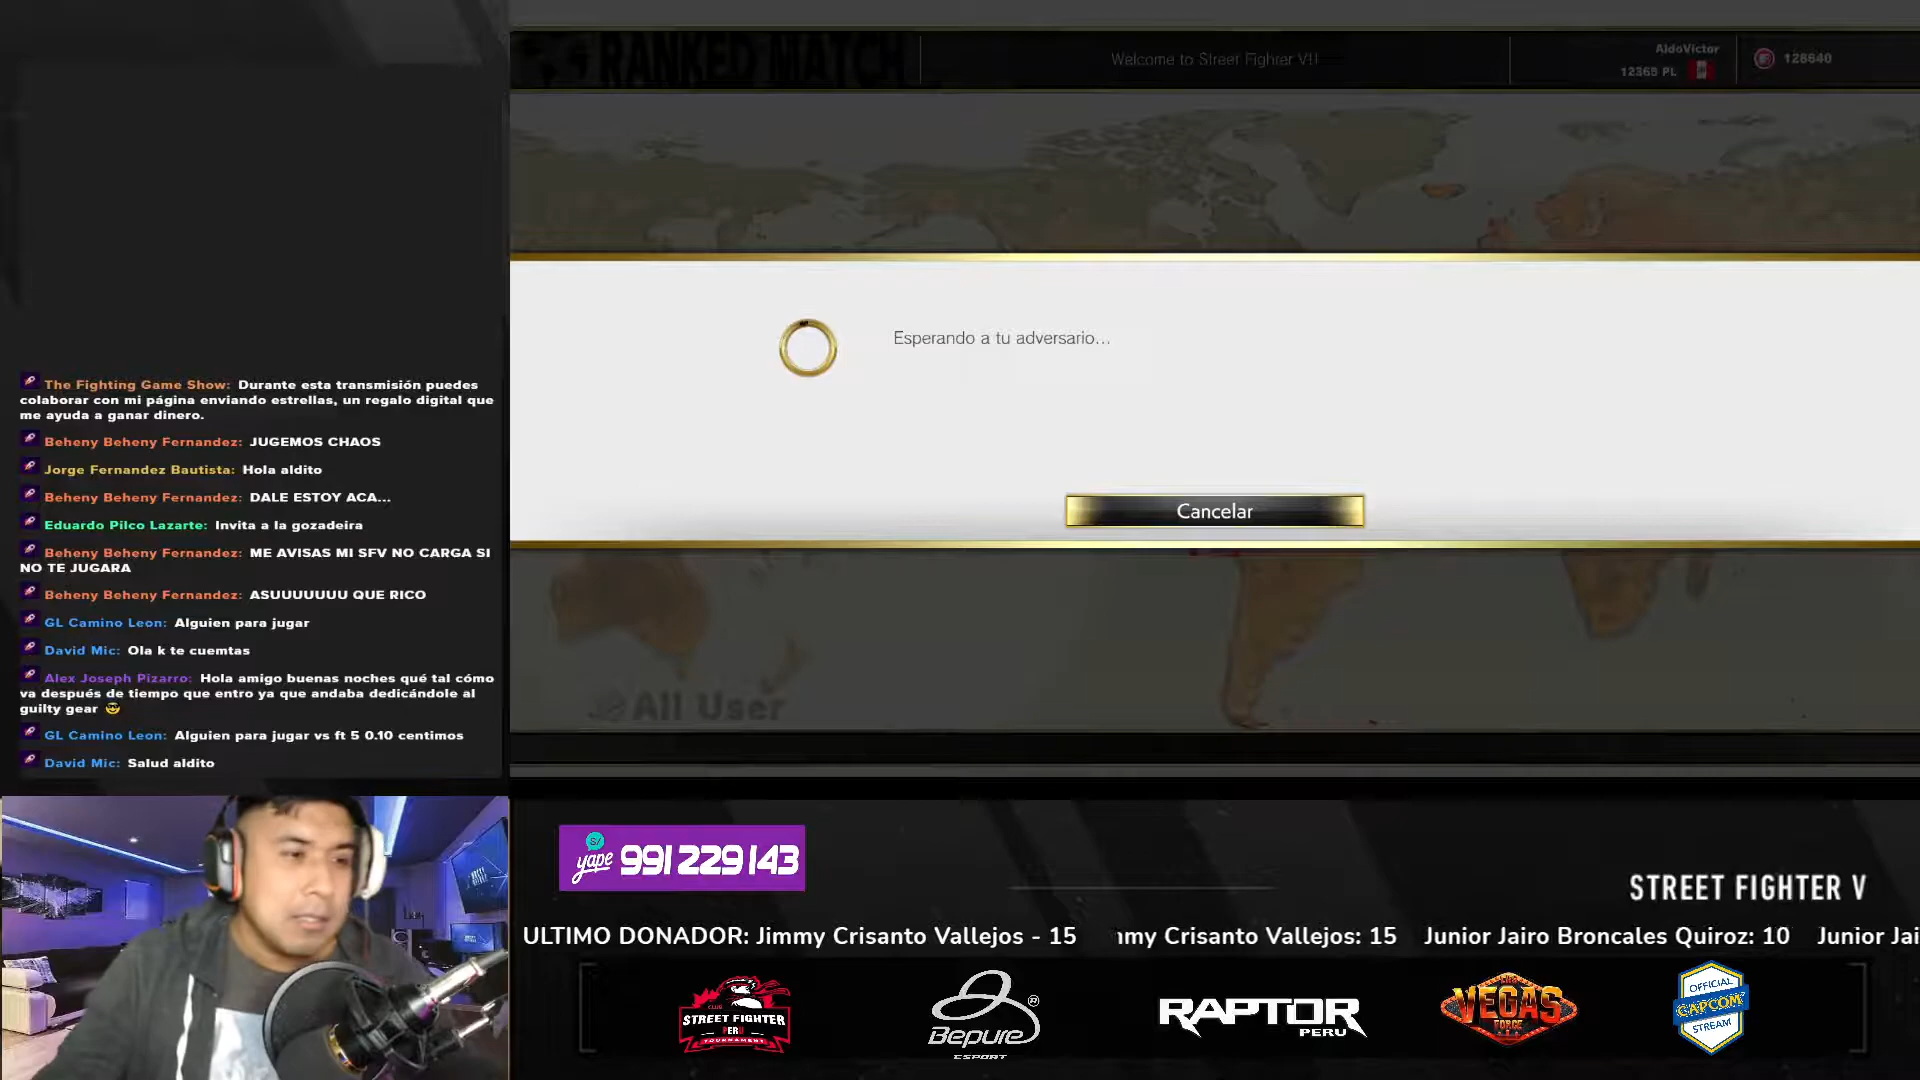 RANKED MATCH
Welcome to Street Fighter V!!
AldoVictor
12365 PL
128640
Esperando a tu adversario...
Cancelar
All User
The Fighting Game Show: Durante esta transmisión puedes
colaborar con mi página enviando estrellas, un regalo digital que
me ayuda a ganar dinero.
Beheny Beheny Fernandez: JUGEMOS CHAOS
Jorge Fernandez Bautista: Hola aldito
Beheny Beheny Fernandez: DALE ESTOY ACA...
Eduardo Pilco Lazarte: Invita a la gozadeira
Beheny Beheny Fernandez: ME AVISAS MI SFV NO CARGA SI
NO TE JUGARA
Beheny Beheny Fernandez: ASUUUUUUU QUE RICO
GL Camino Leon: Alguien para jugar
David Mic: Ola k te cuemtas
Alex Joseph Pizarro: Hola amigo buenas noches qué tal cómo
va después de tiempo que entro ya que andaba dedicándole al
guilty gear 😎
GL Camino Leon: Alguien para jugar vs ft 5 0.10 centimos
David Mic: Salud aldito
S/
yape 991 229 143
STREET FIGHTER V
ULTIMO DONADOR: Jimmy Crisanto Vallejos - 15
mmy Crisanto Vallejos: 15 Junior Jairo Broncales Quiroz: 10 Junior Jai
CLUB
STREET FIGHTER
PERU
TOURNAMENT
Bepure ®
ESPORT
RAPTOR
PERU
VEGAS
FORCE
OFFICIAL
CAPCOM
STREAM